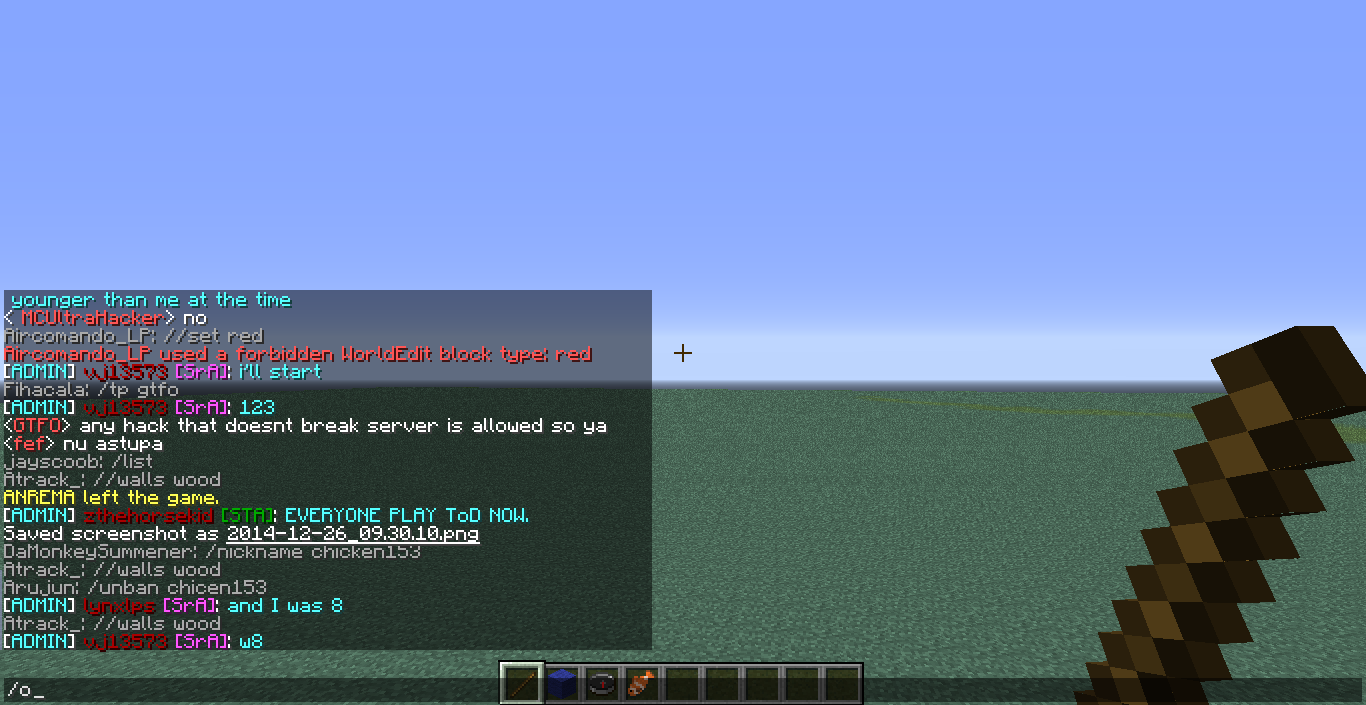 younger than me at the time
< MCUltraHacker> no
Aircomando_LP: //set red
Aircomando_LP used a forbidden WorldEdit block type: red
[ADMIN] vj13573 [SrA]: i'll start
Fihacala: /tp gtfo
[ADMIN] vj13573 [SrA]: 123
<GTFO> any hack that doesnt break server is allowed so ya
<fef> nu astupa
jayscoob: /list
Atrack_: //walls wood
ANREMA left the game.
[ADMIN] zthehorsekid [STA]: EVERYONE PLAY ToD NOW.
Saved screenshot as 2014-12-26_09.30.10.png
DaMonkeySummener: /nickname chicken153
Atrack_: //walls wood
Arujun: /unban chicen153
[ADMIN] lynxlps [SrA]: and I was 8
Atrack_: //walls wood
[ADMIN] vj13573 [SrA]: w8
/o_